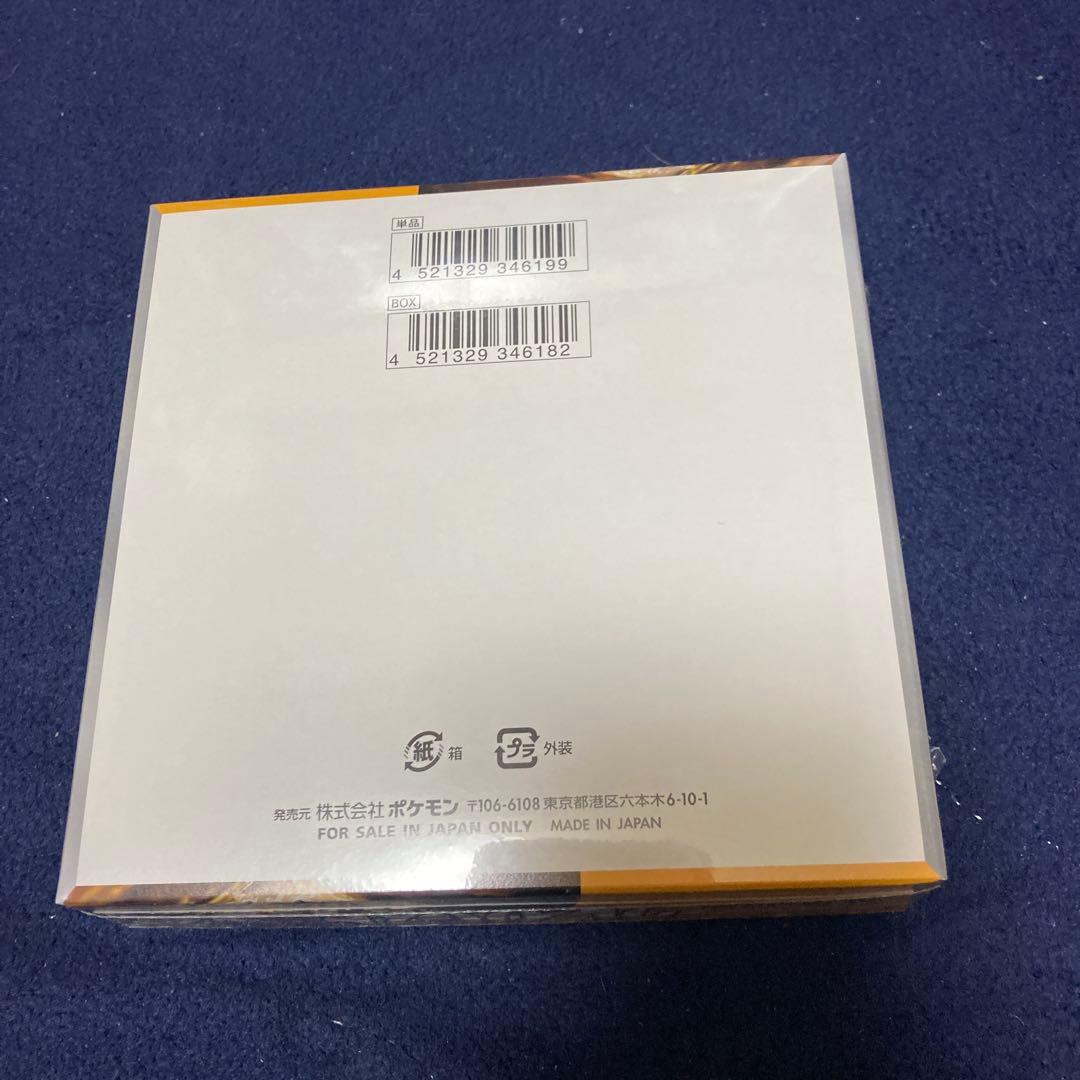 単品
4 521329 346199
BOX
4 521329 346182
紙 箱 プラ 外装
発売元 株式会社ポケモン 〒106-6108 東京都港区六本木6-10-1
FOR SALE IN JAPAN ONLY MADE IN JAPAN